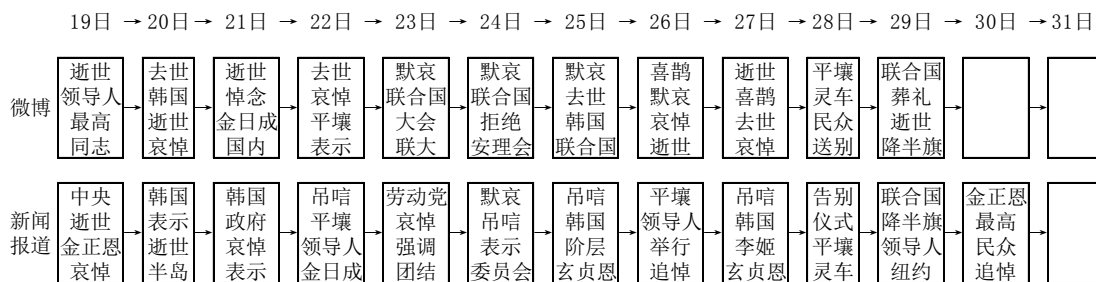 19日 → 20日 → 21日 → 22日 → 23日 → 24日 → 25日 → 26日 → 27日 → 28日 → 29日 → 30日 → 31日
微博
逝世 去世 逝世 去世 默哀 默哀 默哀 喜鹊 逝世 平壤 联合国
领导人 韩国 悼念 哀悼 联合国 联合国 去世 默哀 喜鹊 灵车 葬礼
最高 逝世 金日成 平壤 大会 拒绝 韩国 哀悼 去世 民众 逝世
同志 哀悼 国内 表示 联大 安理会 联合国 逝世 哀悼 送别 降半旗
新闻
报道
中央 韩国 韩国 吊唁 劳动党 默哀 吊唁 平壤 吊唁 告别 联合国 金正恩
逝世 表示 政府 平壤 哀悼 吊唁 韩国 领导人 韩国 仪式 降半旗 最高
金正恩 逝世 哀悼 领导人 强调 表示 阶层 举行 李姬 平壤 领导人 民众
哀悼 半岛 表示 金日成 团结 委员会 玄贞恩 追悼 玄贞恩 灵车 纽约 追悼